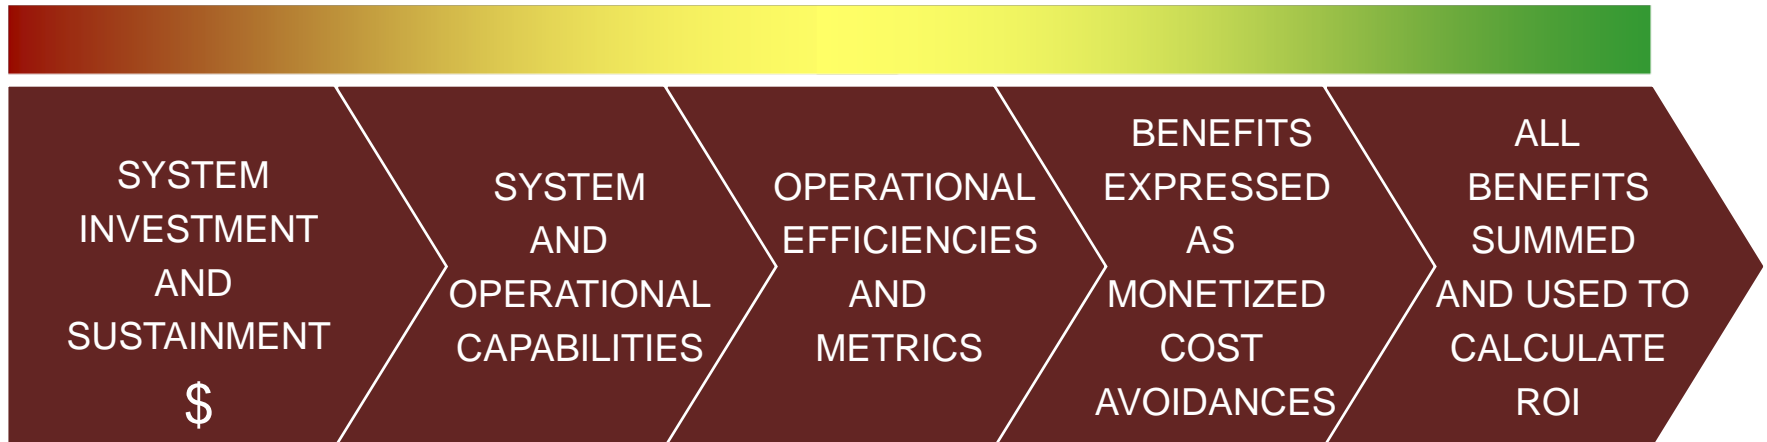 SYSTEM
INVESTMENT
AND
SUSTAINMENT
$
SYSTEM
AND
OPERATIONAL
CAPABILITIES
OPERATIONAL
EFFICIENCIES
AND
METRICS
BENEFITS
EXPRESSED
AS
MONETIZED
COST
AVOIDANCES
ALL
BENEFITS
SUMMED
AND USED TO
CALCULATE
ROI